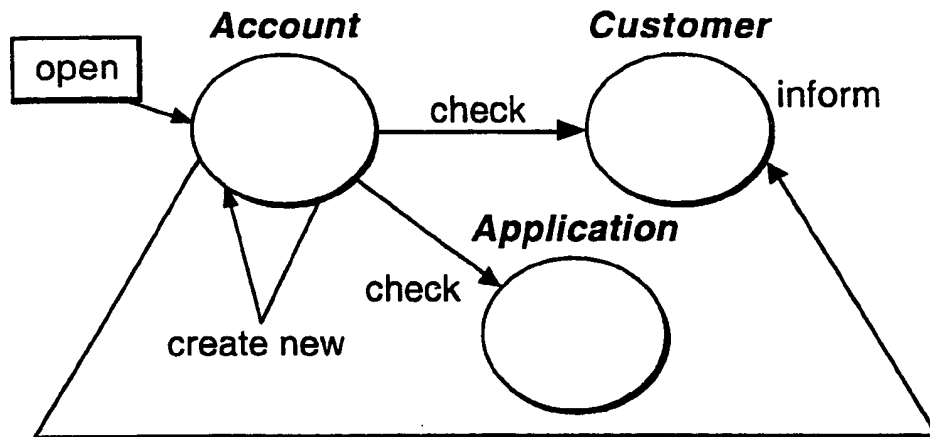 Account
Customer
open
inform
check
Application
check
create new